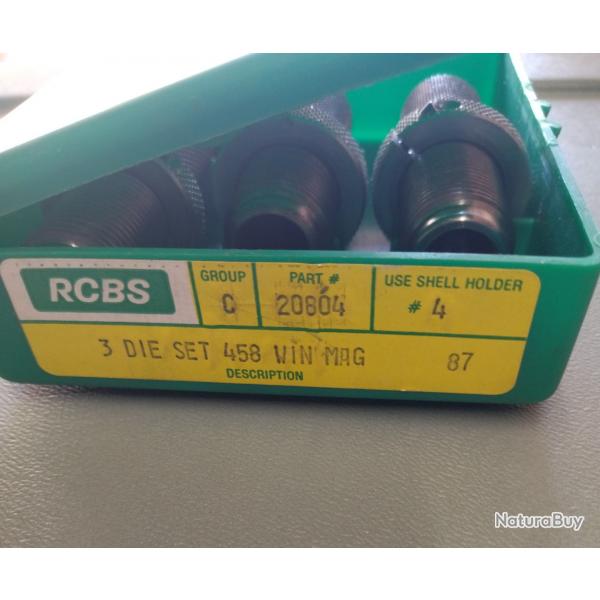 RCBS
GROUP PART # USE SHELL HOLDER
C 20804 # 4
3 DIE SET 458 WIN MAG 87
DESCRIPTION
NaturaBuy